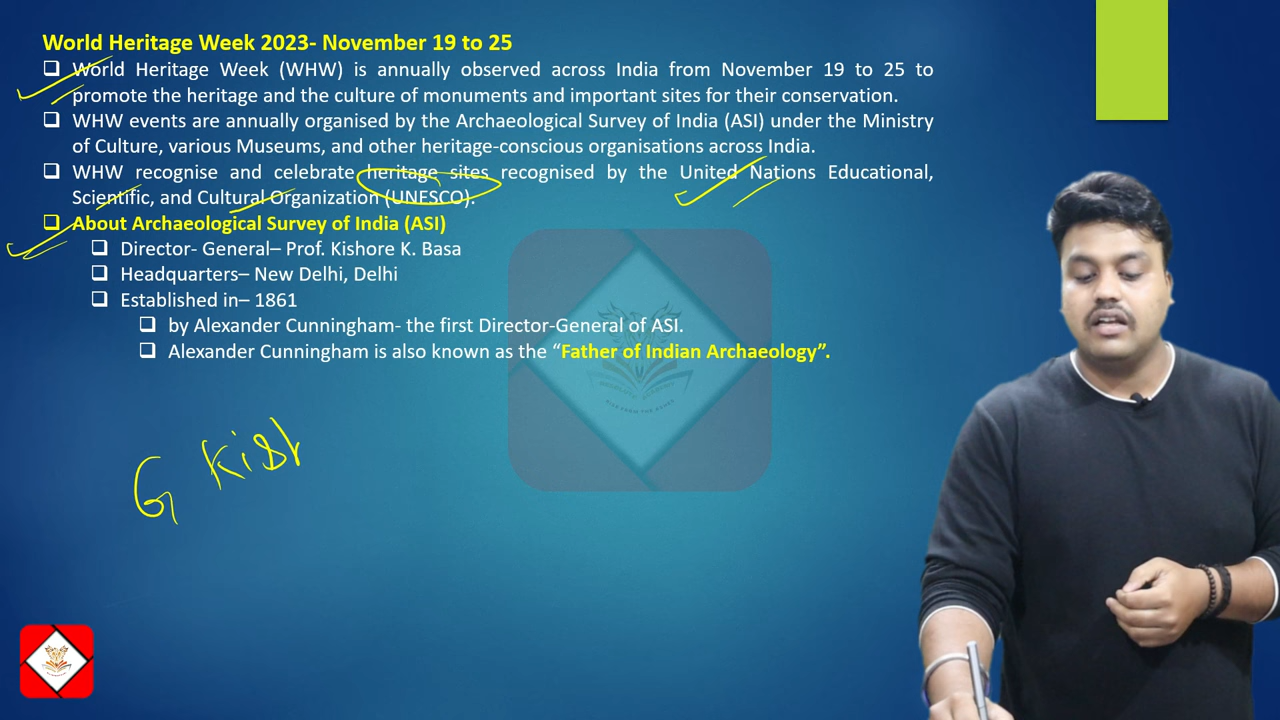 World Heritage Week 2023- November 19 to 25
World Heritage Week (WHW) is annually observed across India from November 19 to 25 to
promote the heritage and the culture of monuments and important sites for their conservation.
WHW events are annually organised by the Archaeological Survey of India (ASI) under the Ministry
of Culture, various Museums, and other heritage-conscious organisations across India.
WHW recognise and celebrate heritage sites recognised by the United Nations Educational,
Scientific, and Cultural Organization (UNESCO).
About Archaeological Survey of India (ASI)
Director- General– Prof. Kishore K. Basa
Headquarters– New Delhi, Delhi
Established in– 1861
by Alexander Cunningham- the first Director-General of ASI.
Alexander Cunningham is also known as the “Father of Indian Archaeology”.
G Kish